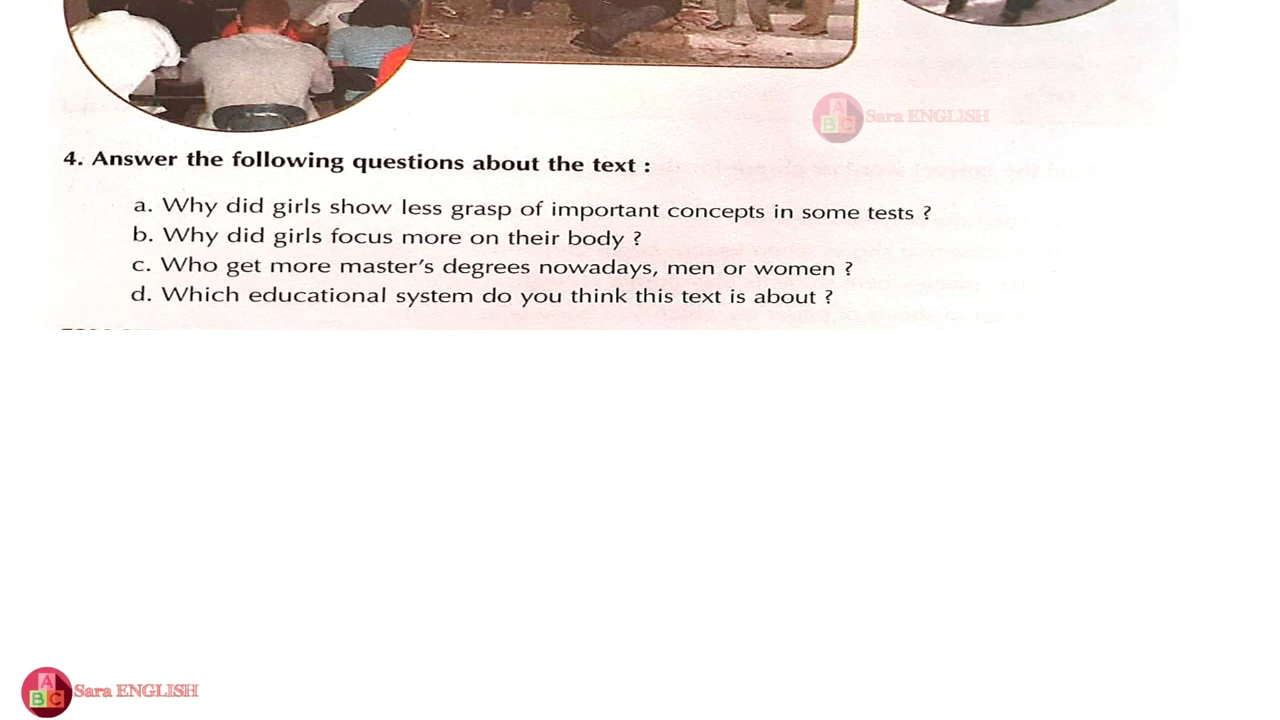 Sara ENGLISH
4. Answer the following questions about the text :
a. Why did girls show less grasp of important concepts in some tests ?
b. Why did girls focus more on their body ?
c. Who get more master's degrees nowadays, men or women ?
d. Which educational system do you think this text is about ?
A
B C
Sara ENGLISH